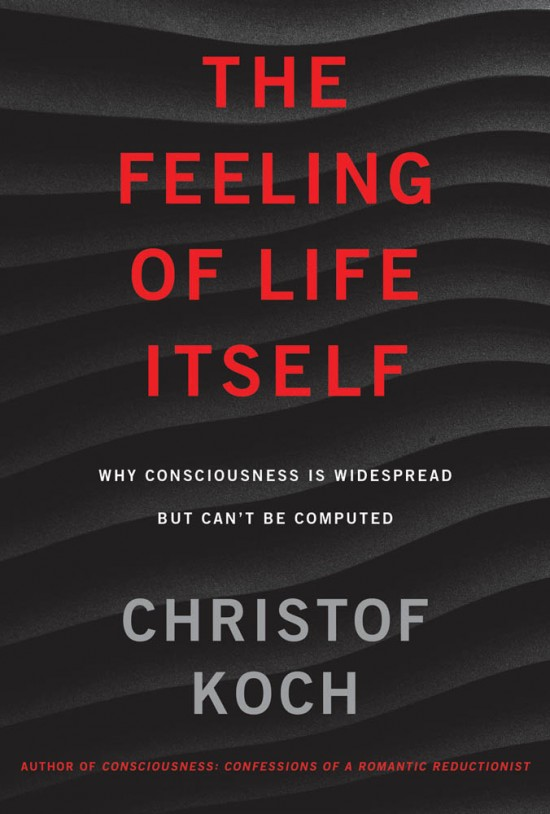 THE
FEELING
OF LIFE
ITSELF
WHY CONSCIOUSNESS IS WIDESPREAD
BUT CAN'T BE COMPUTED
CHRISTOF
KOCH
AUTHOR OF CONSCIOUSNESS: CONFESSIONS OF A ROMANTIC REDUCTIONIST